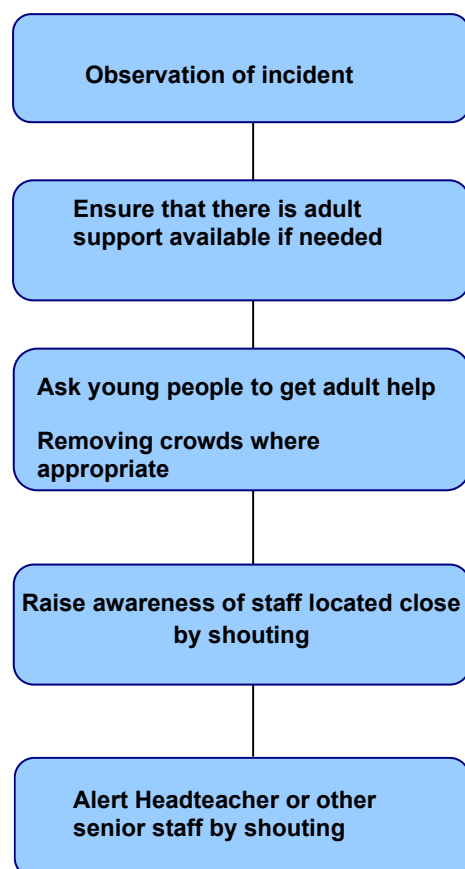 Observation of incident
Ensure that there is adult
support available if needed
Ask young people to get adult help
Removing crowds where
appropriate
Raise awareness of staff located close
by shouting
Alert Headteacher or other
senior staff by shouting